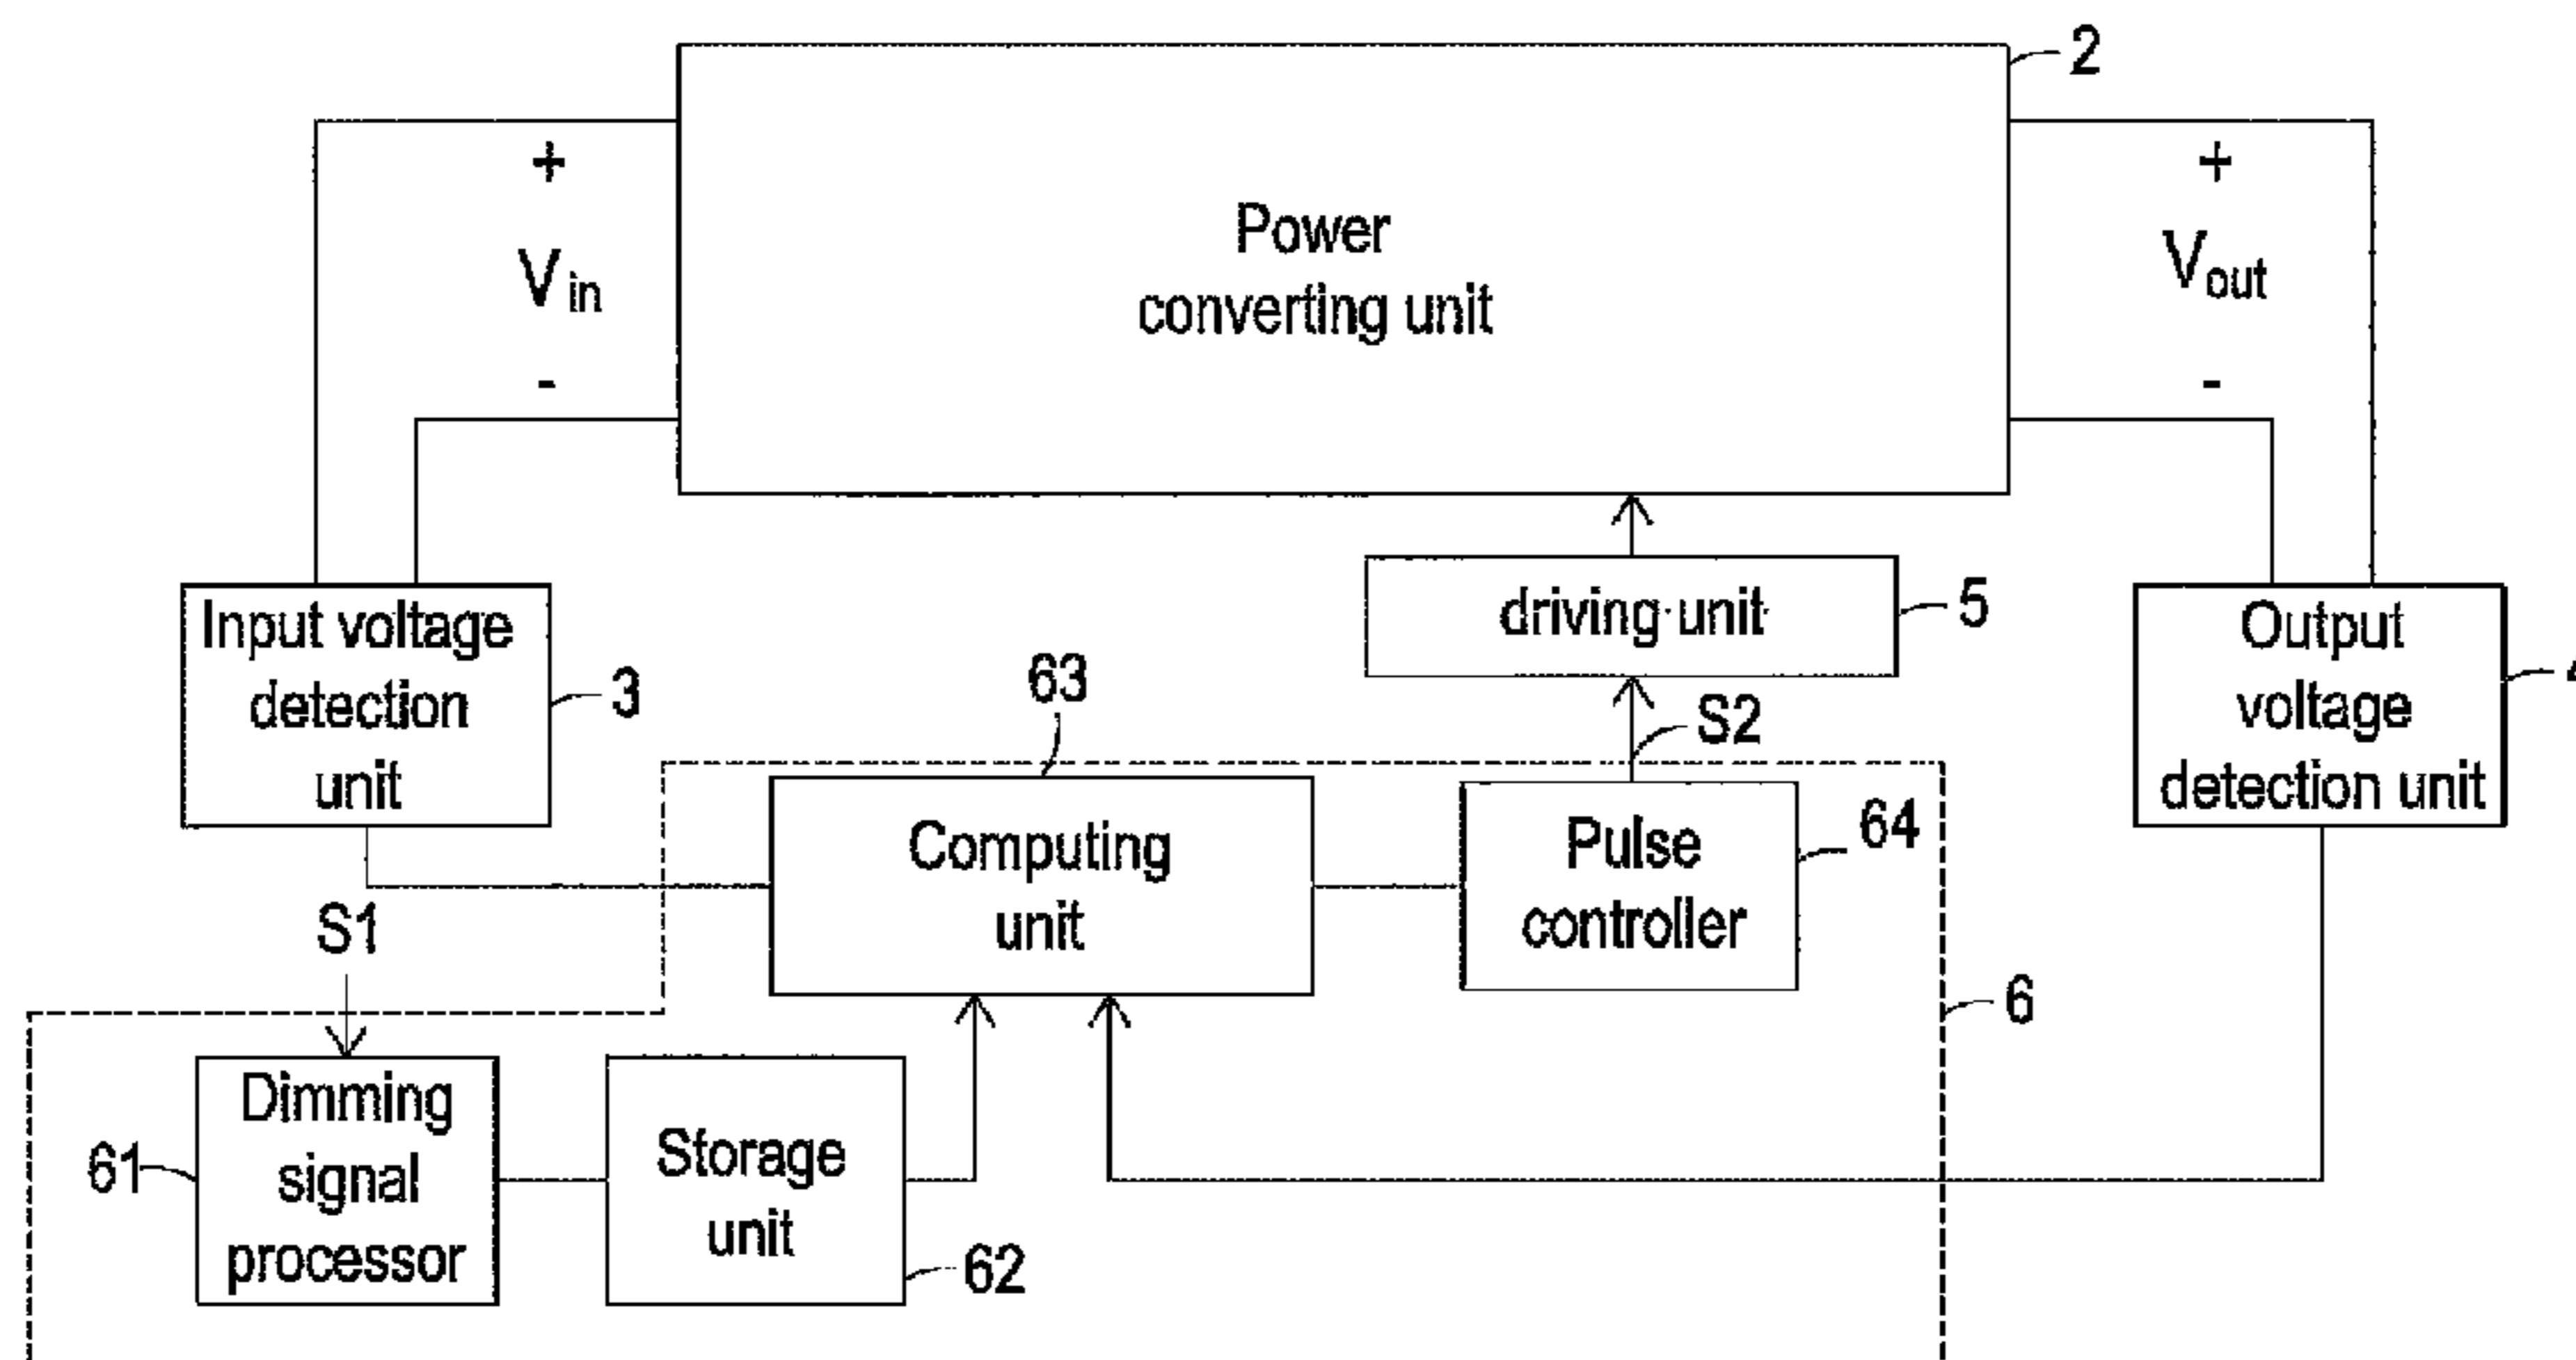 2
+
Vin
-
Power
converting unit
+
Vout
-
Input voltage
detection
unit
3
driving unit
5
Output
voltage
detection unit
4
63
S2
Computing
unit
Pulse
controller
64
S1
6
61
Dimming
signal
processor
Storage
unit
62